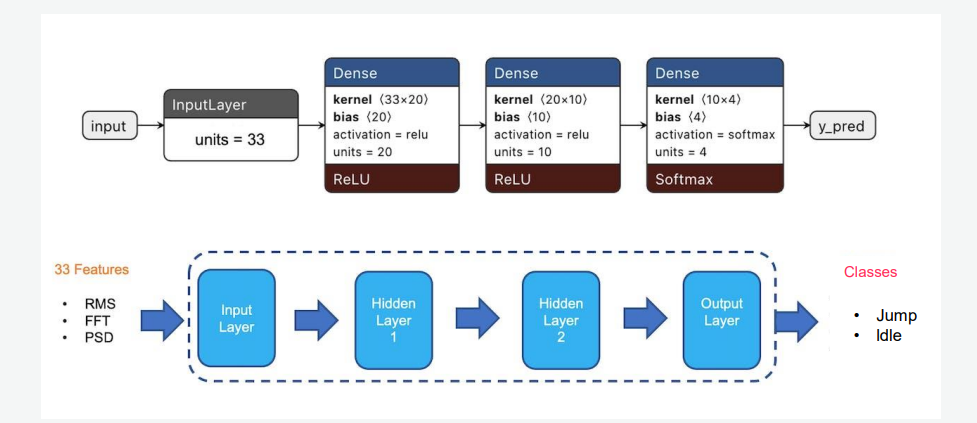 input
InputLayer
units = 33
Dense
kernel ⟨33×20⟩
bias ⟨20⟩
activation = relu
units = 20
ReLU
Dense
kernel ⟨20×10⟩
bias ⟨10⟩
activation = relu
units = 10
ReLU
Dense
kernel ⟨10×4⟩
bias ⟨4⟩
activation = softmax
units = 4
Softmax
y_pred
33 Features
• RMS
• FFT
• PSD
Input
Layer
Hidden
Layer
1
Hidden
Layer
2
Output
Layer
Classes
• Jump
• Idle